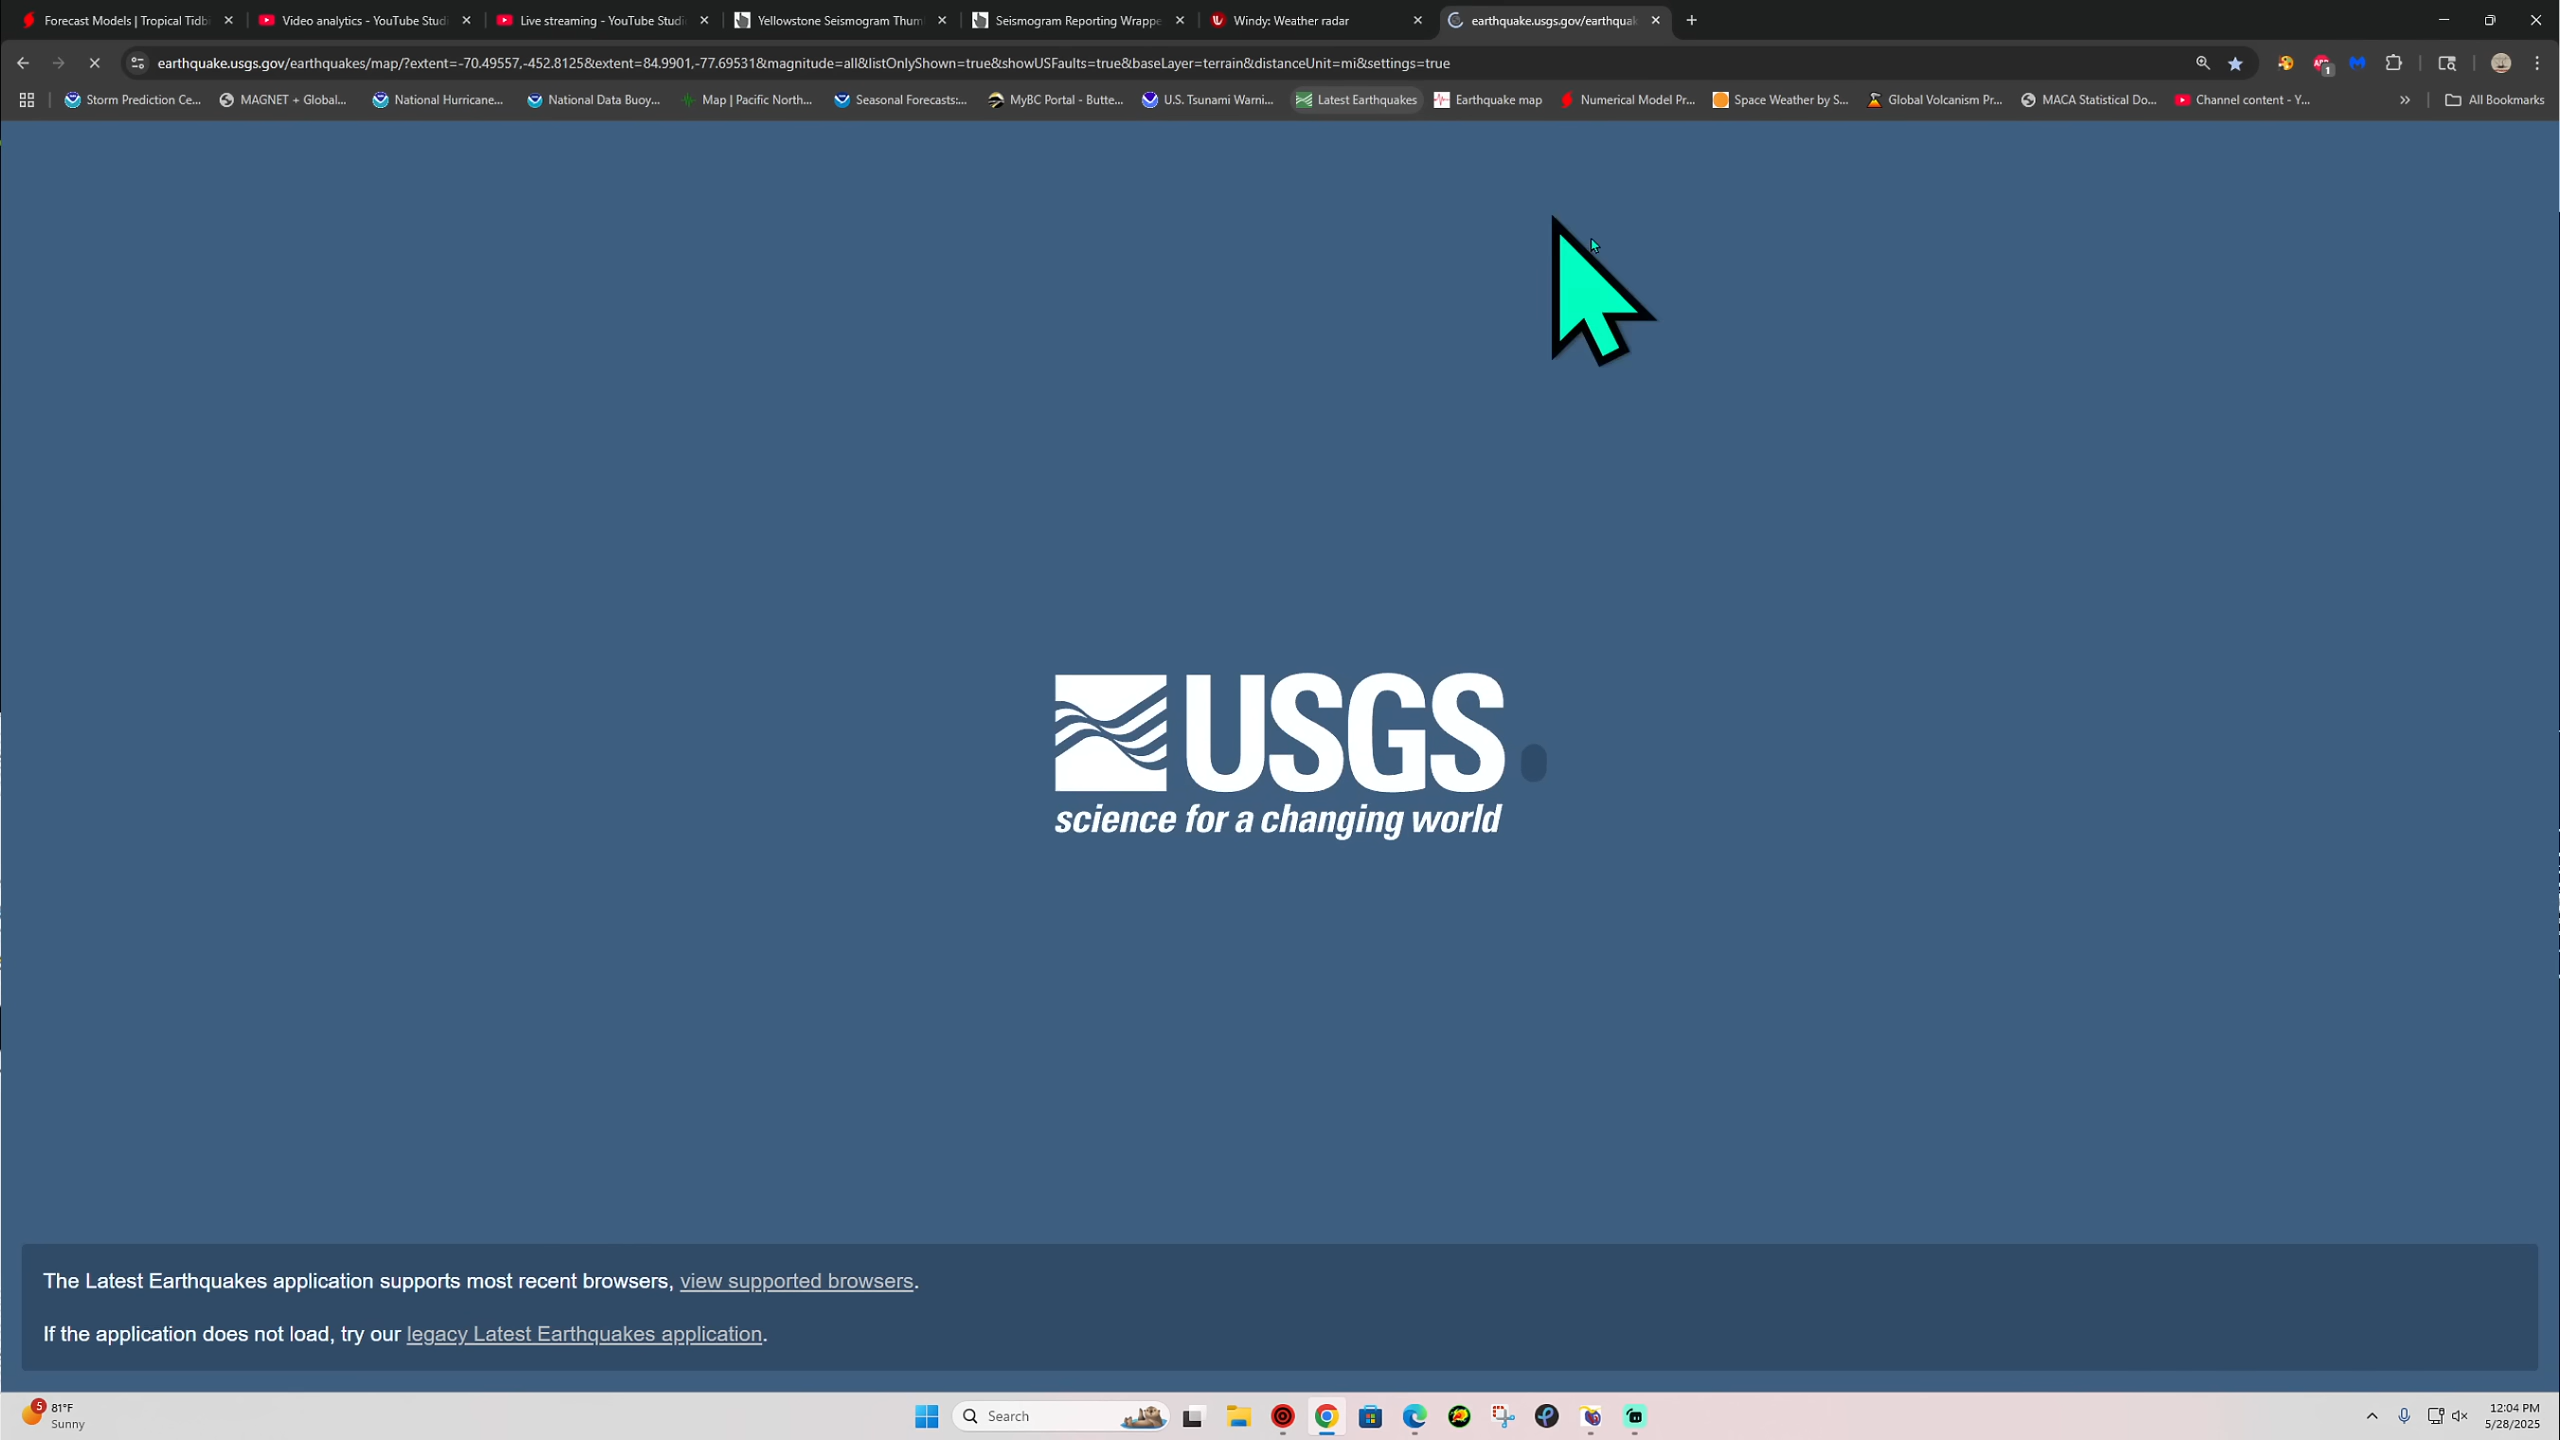 Forecast Models | Tropical Tidb
Video analytics - YouTube Studi
Live streaming - YouTube Studi
Yellowstone Seismogram Thum
Seismogram Reporting Wrappe
Windy: Weather radar
earthquake.usgs.gov/earthquak
earthquake.usgs.gov/earthquakes/map/?extent=-70.49557,-452.8125&extent=84.9901,-77.69531&magnitude=all&listOnlyShown=true&showUSFaults=true&baseLayer=terrain&distanceUnit=mi&settings=true
Storm Prediction Ce...
MAGNET + Global...
National Hurricane...
National Data Buoy...
Map | Pacific North...
Seasonal Forecasts:...
MyBC Portal - Butte...
U.S. Tsunami Warni...
Latest Earthquakes
Earthquake map
Numerical Model Pr...
Space Weather by S...
Global Volcanism Pr...
MACA Statistical Do...
Channel content - Y...
All Bookmarks
USGS
science for a changing world
The Latest Earthquakes application supports most recent browsers, view supported browsers.
If the application does not load, try our legacy Latest Earthquakes application.
5
81°F
Sunny
Search
12:04 PM
5/28/2025